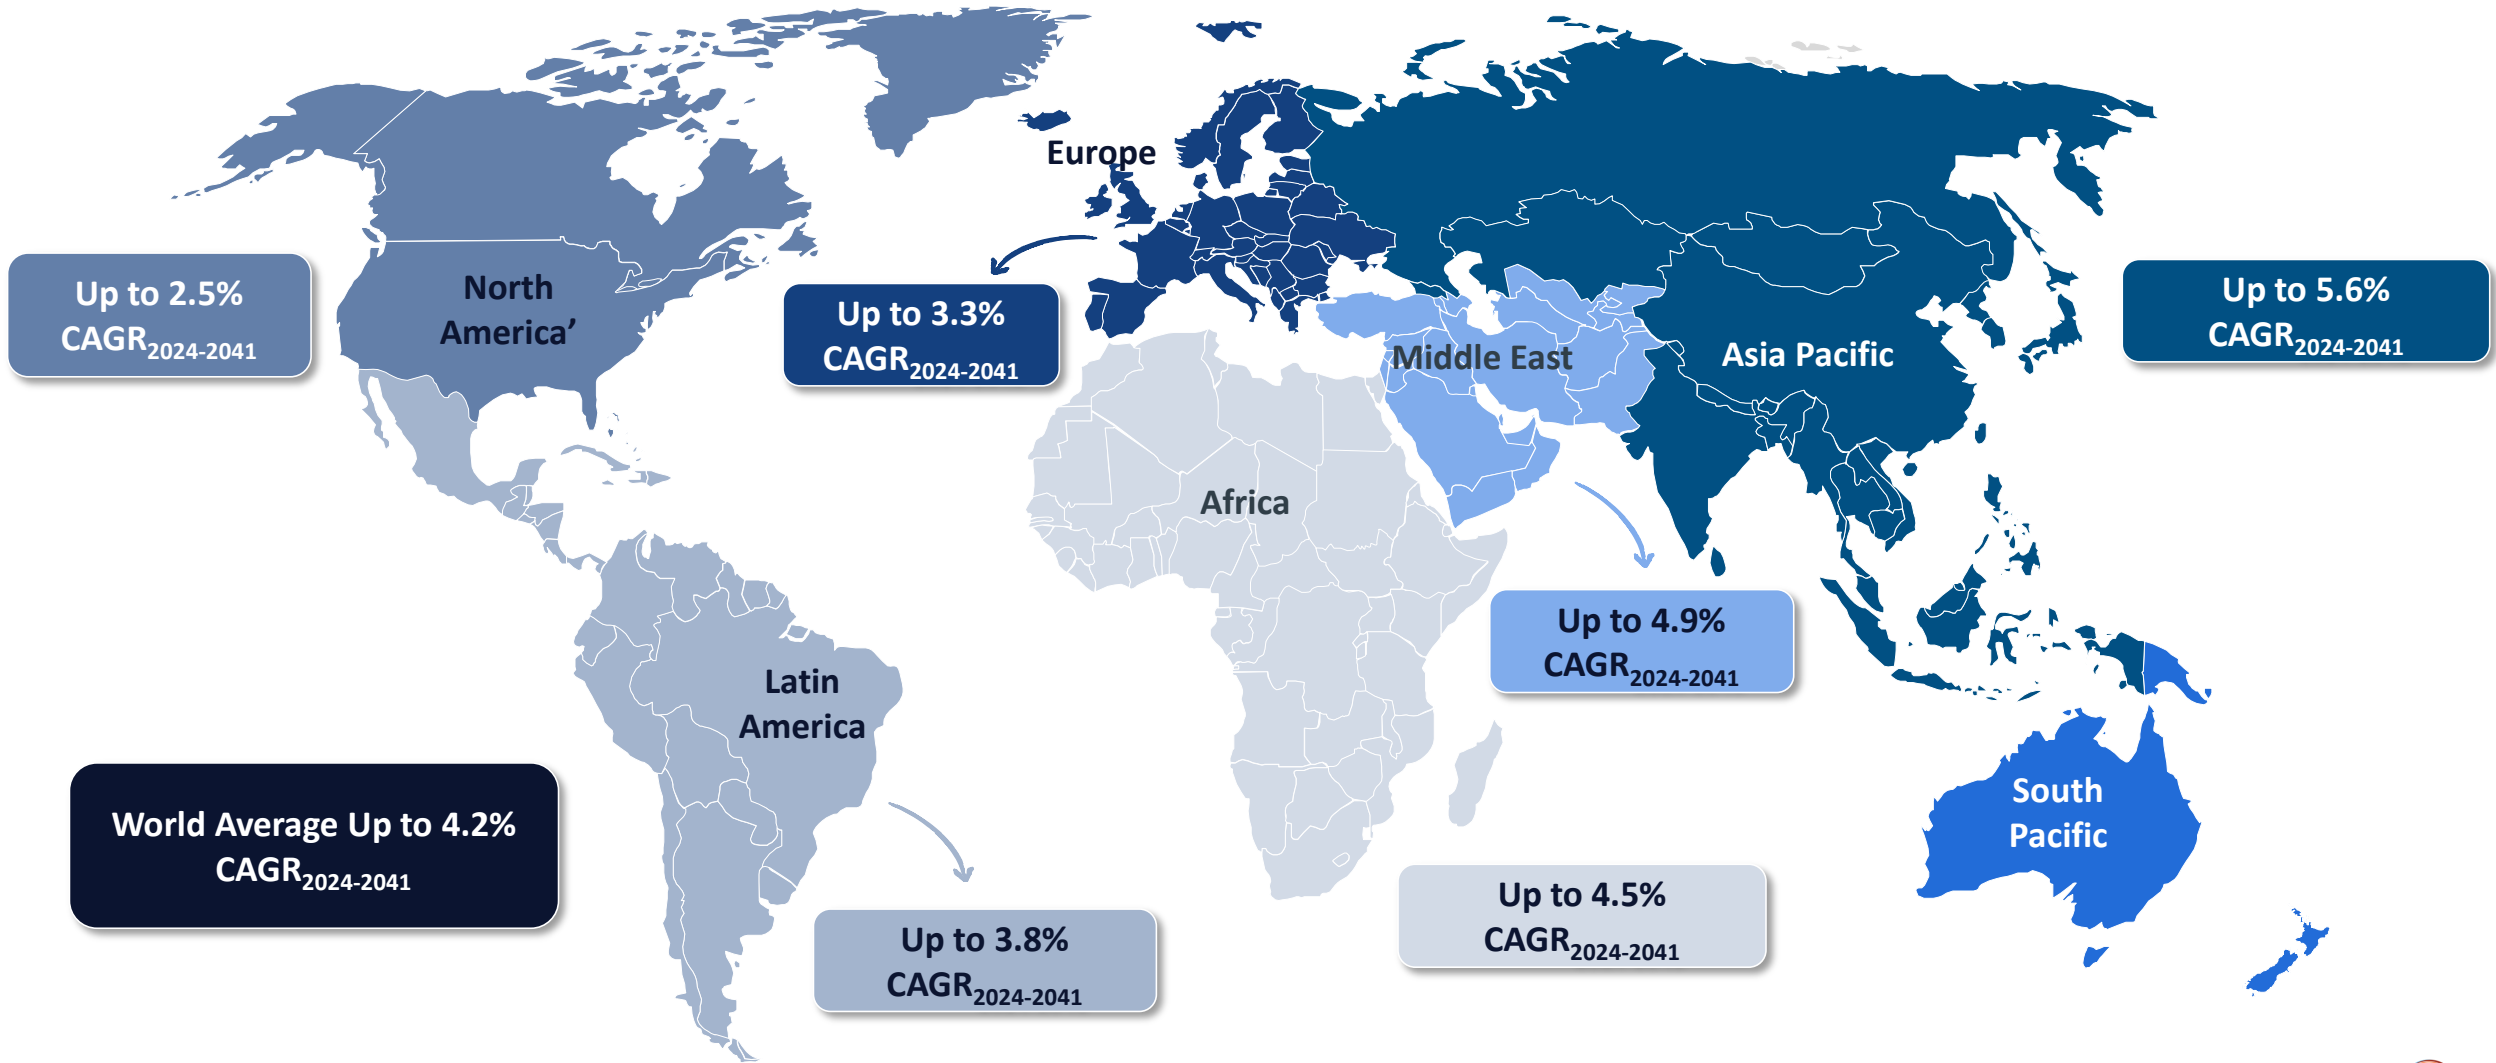 Europe
North
America’
Up to 2.5%
CAGR2024-2041
Up to 3.3%
CAGR2024-2041
Middle East
Asia Pacific
Up to 5.6%
CAGR2024-2041
Africa
Up to 4.9%
CAGR2024-2041
Latin
America
South
Pacific
World Average Up to 4.2%
CAGR2024-2041
Up to 3.8%
CAGR2024-2041
Up to 4.5%
CAGR2024-2041